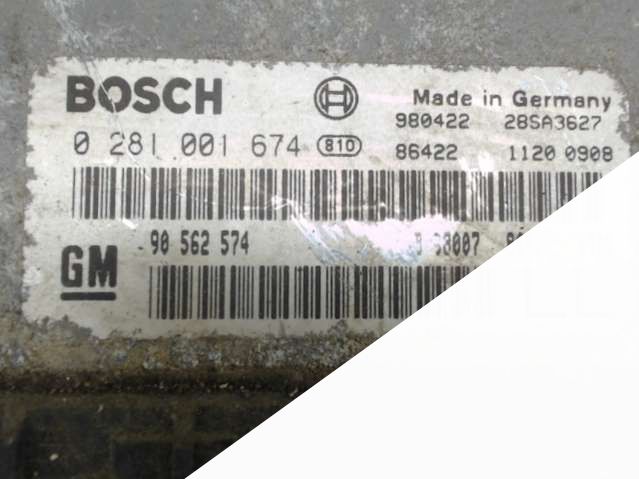 BOSCH
Made in Germany
980422 28SA3627
0 281 001 674 810
86422 1120 0908
90 562 574
GM